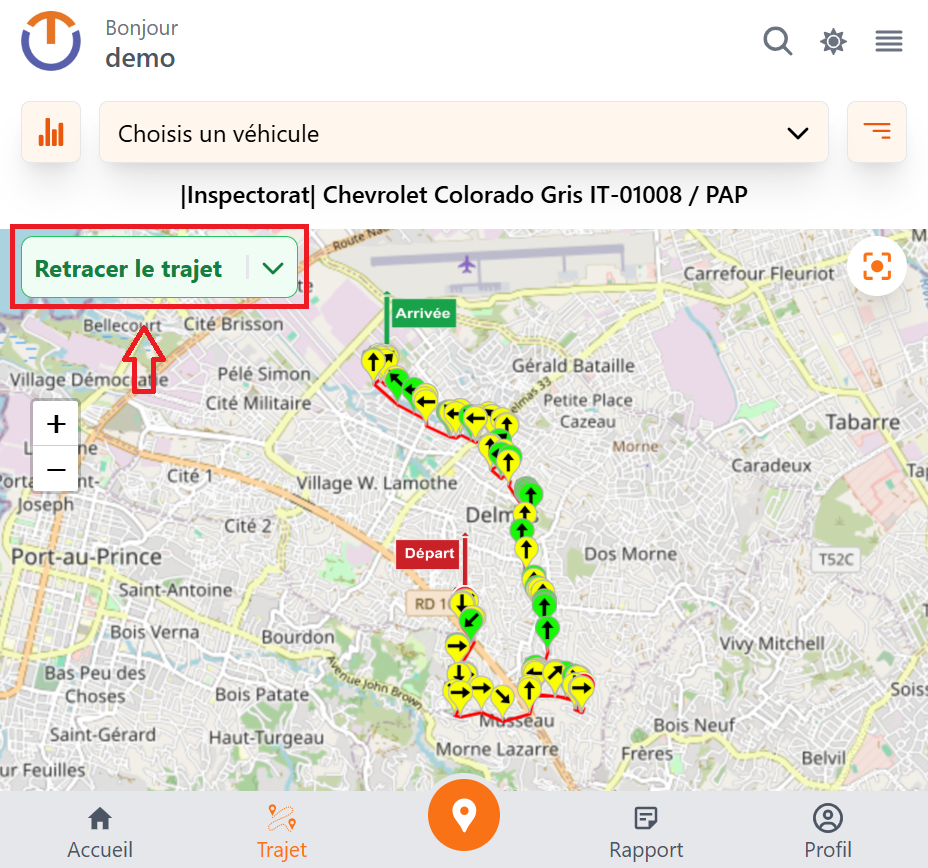 Bonjour
demo
Choisis un véhicule
|Inspectorat| Chevrolet Colorado Gris IT-01008 / PAP
Retracer le trajet
Carrefour Fleuriot
Arrivée
Bellecourt
Cité Brisson
Gérald Bataille
Village Démocratie
Pélé Simon
Delmas 33
Petite Place
Cazeau
Cité Militaire
+
Tabarre
Morne
−
Caradeux
Cité 1
Village W. Lamothe
Joseph
Delmas
Cité 2
Port-au-Prince
Départ
Dos Morne
T52C
Saint-Antoine
RD 1
Bois Verna
Bourdon
Vivy Mitchell
Bas Peu des
Choses
Avenue John Brown
Bois Patate
Musseau
Bois Neuf
Saint-Gérard
Haut-Turgeau
Morne Lazarre
Frères
Belvil
ur Feuilles
Accueil
Trajet
Rapport
Profil